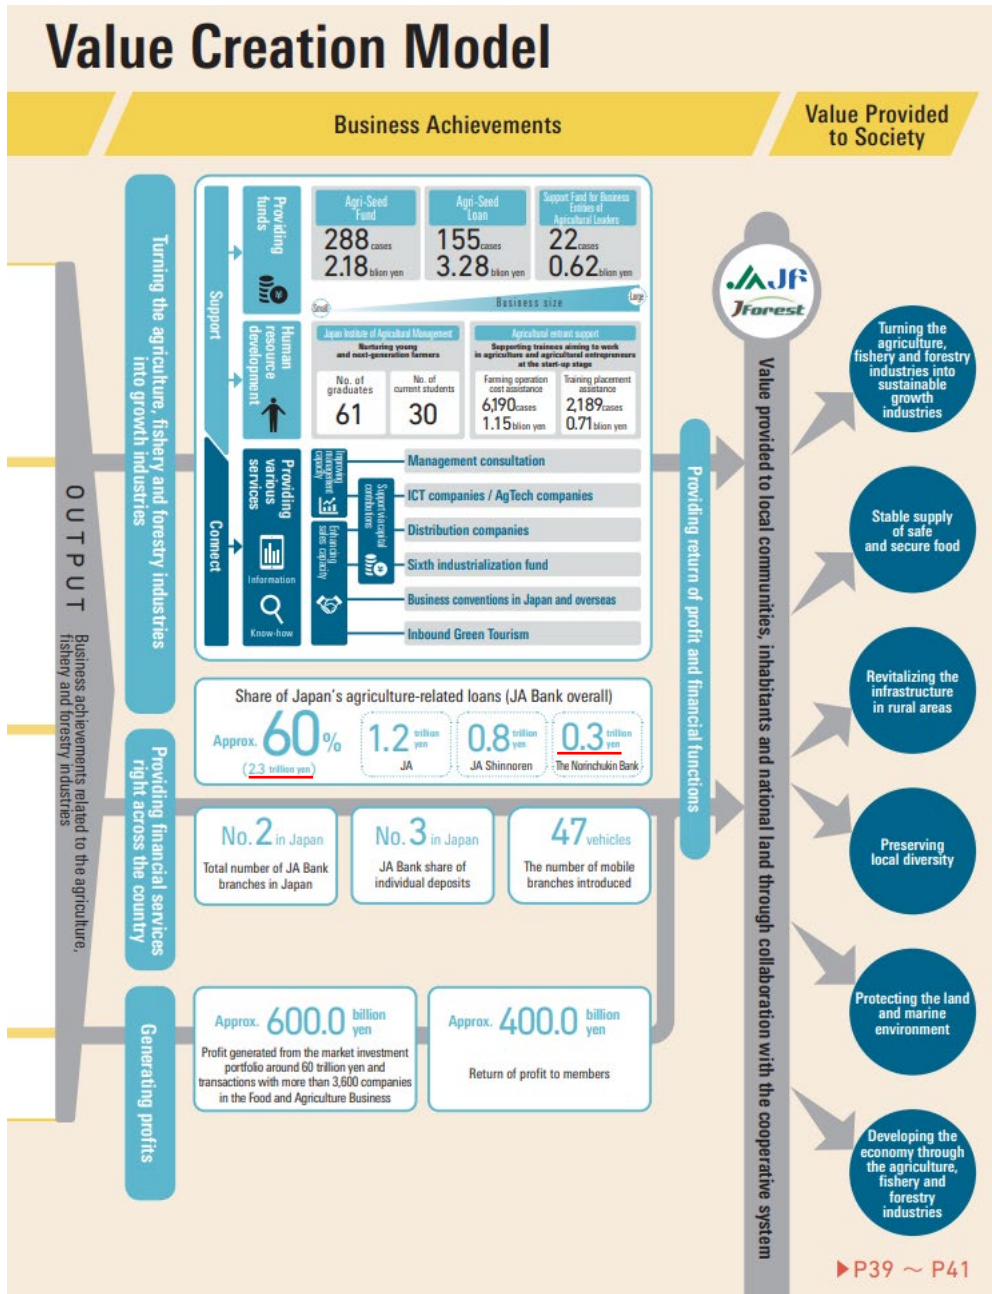 Value Creation Model
Business Achievements
Value Provided
to Society
OUTPUT
Business achievements related to the agriculture,
fishery and forestry industries
Turning the agriculture, fishery and forestry industries
into growth industries
Support
Connect
Providing
funds
Agri-Seed
Fund
288 cases
2.18 blion yen
Agri-Seed
Loan
155 cases
3.28 blion yen
Support Fund for Business
Entities of
Agricultural Leaders
22 cases
0.62 blion yen
Small
Business size
Large
Human
resource
development
Japan Institute of Agricultural Management
Nurturing young
and next-generation farmers
No. of
graduates
61
No. of
current students
30
Agricultural entrant support
Supporting trainees aiming to work
in agriculture and agricultural entrepreneurs
at the start-up stage
Farming operation
cost assistance
6,190 cases
1.15 blion yen
Training placement
assistance
2,189 cases
0.71 blion yen
Providing
various
services
Information
Know-how
Improving
management
capacity
Enhancing
sales capacity
Support via capital
contributions
Management consultation
ICT companies / AgTech companies
Distribution companies
Sixth industrialization fund
Business conventions in Japan and overseas
Inbound Green Tourism
Share of Japan's agriculture-related loans (JA Bank overall)
Approx. 60 %
(2.3 trillion yen)
1.2 trillion
yen
JA
0.8 trillion
yen
JA Shinnoren
0.3 trillion
yen
The Norinchukin Bank
Providing financial services
right across the country
No. 2 in Japan
Total number of JA Bank
branches in Japan
No. 3 in Japan
JA Bank share of
individual deposits
47 vehicles
The number of mobile
branches introduced
Generating profits
Approx. 600.0 billion
yen
Profit generated from the market investment
portfolio around 60 trillion yen and
transactions with more than 3,600 companies
in the Food and Agriculture Business
Approx. 400.0 billion
yen
Return of profit to members
Providing return of profit and financial functions
JA JF
JForest
Value provided to local communities, inhabitants and national land through collaboration with the cooperative system
Turning the
agriculture,
fishery and forestry
industries into
sustainable
growth
industries
Stable supply
of safe
and secure food
Revitalizing the
infrastructure
in rural areas
Preserving
local diversity
Protecting the land
and marine
environment
Developing the
economy through
the agriculture,
fishery and
forestry
industries
▶P39 ～ P41